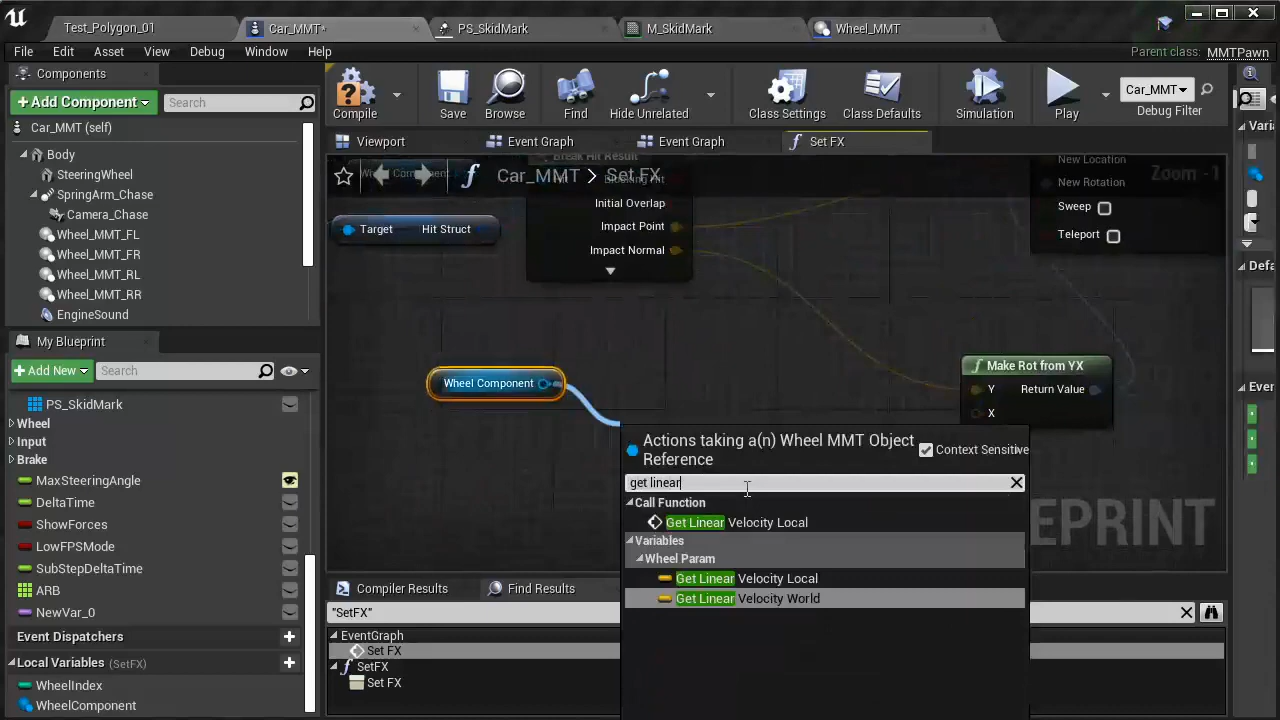 Test_Polygon_01
Car_MMT*
PS_SkidMark
M_SkidMark
Wheel_MMT
File Edit Asset View Debug Window Help
Parent class: MMTPawn
Components
Add Component
Search
Car_MMT (self)
Body
SteeringWheel
SpringArm_Chase
Camera_Chase
Wheel_MMT_FL
Wheel_MMT_FR
Wheel_MMT_RL
Wheel_MMT_RR
EngineSound
My Blueprint
Add New
Search
PS_SkidMark
Wheel
Input
Brake
MaxSteeringAngle
DeltaTime
ShowForces
LowFPSMode
SubStepDeltaTime
ARB
NewVar_0
Event Dispatchers
Local Variables (SetFX)
WheelIndex
WheelComponent
Compile
Save
Browse
Find
Hide Unrelated
Class Settings
Class Defaults
Simulation
Play
Car_MMT
Debug Filter
Viewport
Event Graph
Event Graph
Set FX
Car_MMT > Set FX
Zoom -1
Break Hit Result
Initial Overlap
Impact Point
Impact Normal
Target Hit Struct
New Location
New Rotation
Sweep
Teleport
Wheel Component
Make Rot from YX
Y Return Value
X
Actions taking a(n) Wheel MMT Object
Reference
Context Sensitive
get linear
Call Function
Get Linear Velocity Local
Variables
Wheel Param
Get Linear Velocity Local
Get Linear Velocity World
Compiler Results
Find Results
"SetFX"
EventGraph
Set FX
SetFX
Set FX